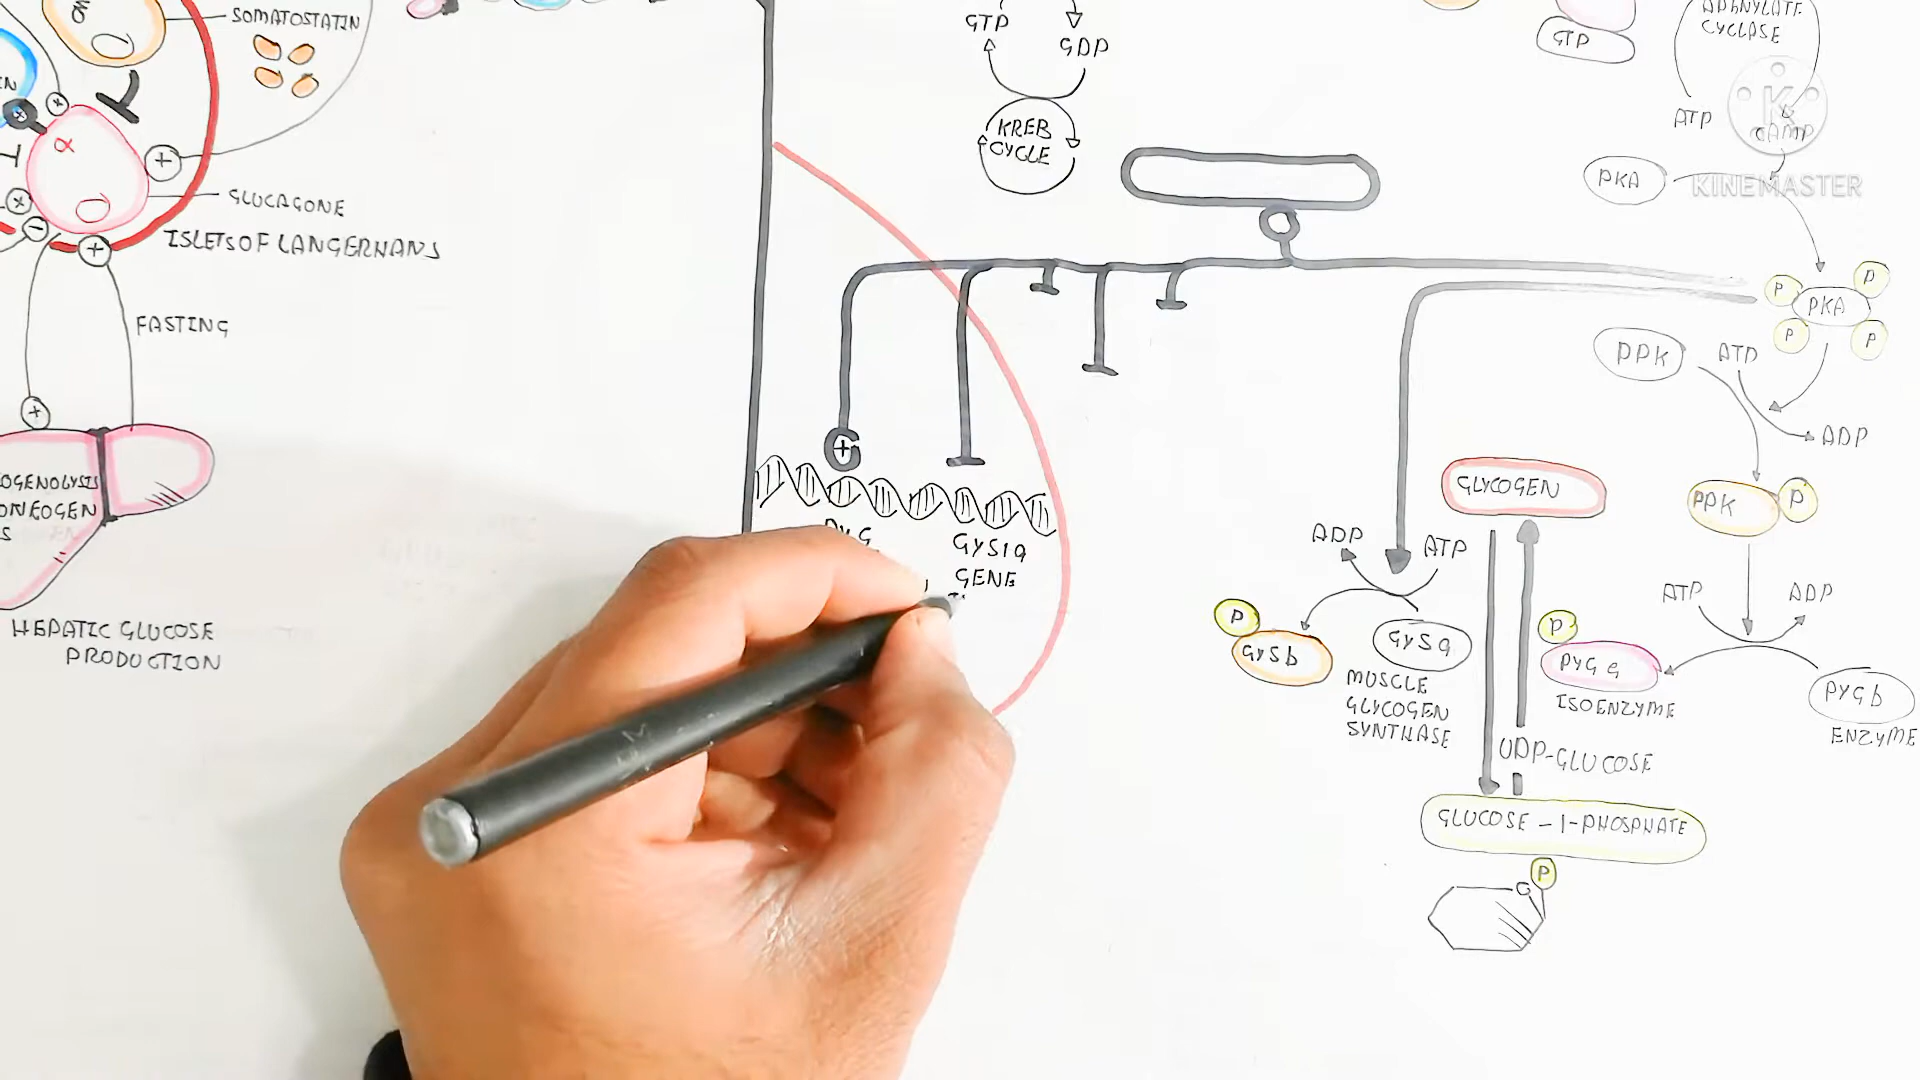 SOMATOSTATIN
α
GLUCAGONE
ISLETS OF LANGERHANS
FASTING
HEPATIC GLUCOSE
PRODUCTION
GTP
GDP
KREB
CYCLE
GYS1a
GENE
GTP
CYCLASE
ATP
CAMP
KINEMASTER
PKA
P
P
PKA
P
P
PPK
ATP
ADP
PPK
P
ATP
ADP
GLYCOGEN
ADP
ATP
P
GYSb
GYSa
MUSCLE
GLYCOGEN
SYNTHASE
P
PYG a
ISOENZYME
PYGb
ENZYME
UDP-GLUCOSE
GLUCOSE-1-PHOSPHATE
P